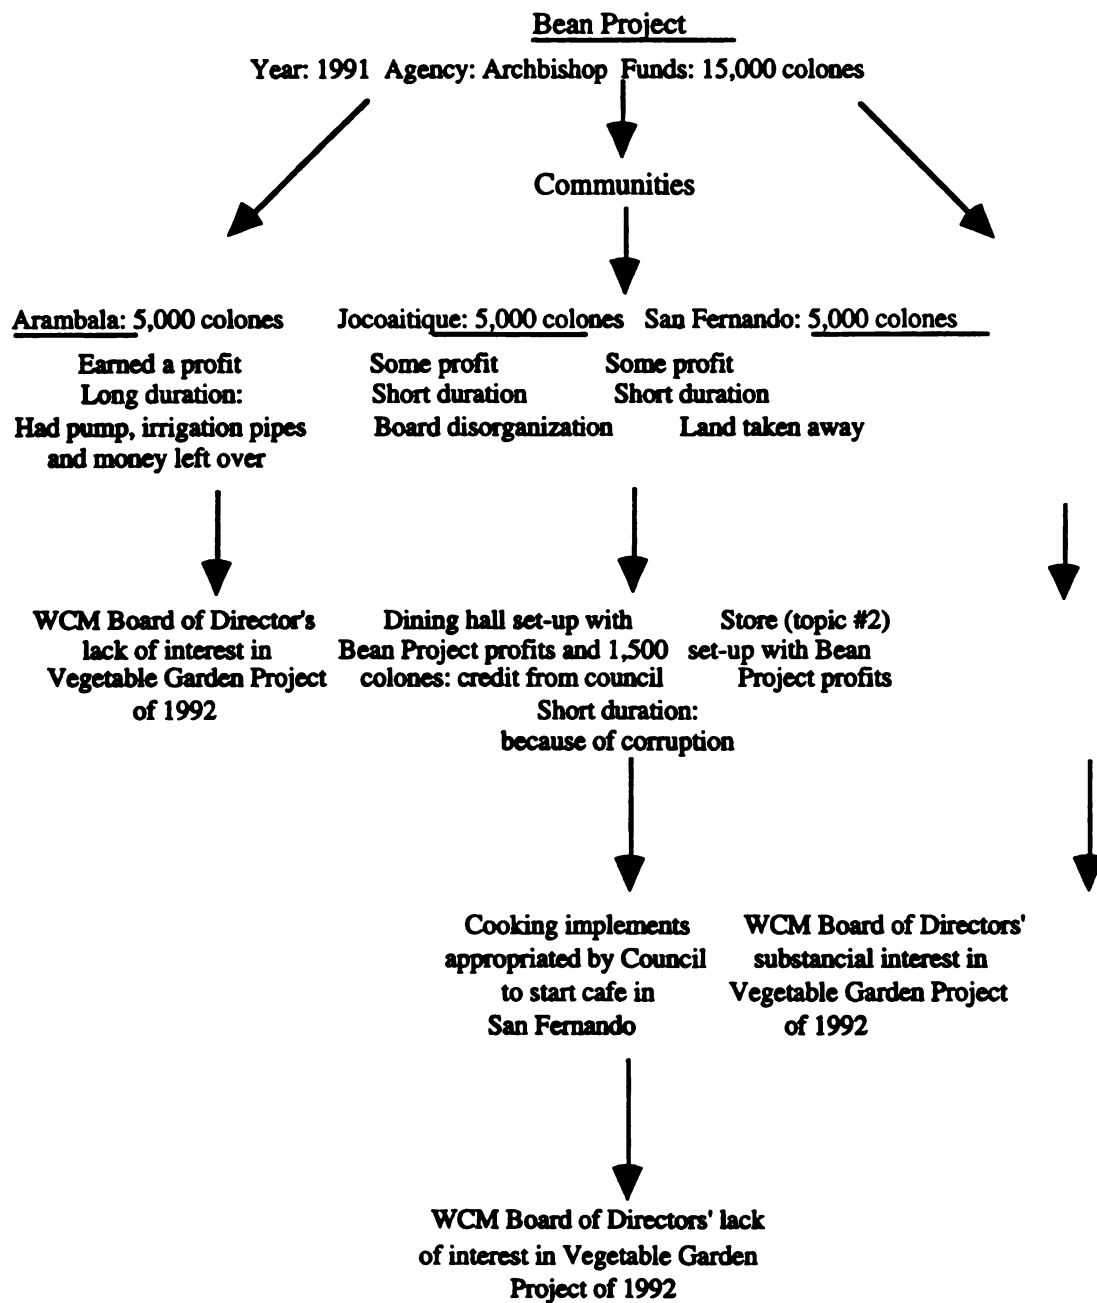 Bean Project
Year: 1991 Agency: Archbishop Funds: 15,000 colones
Communities
Arambala: 5,000 colones
Earned a profit
Long duration:
Had pump, irrigation pipes
and money left over
Jocoaitique: 5,000 colones
Some profit
Short duration
Board disorganization
San Fernando: 5,000 colones
Some profit
Short duration
Land taken away
WCM Board of Director's
lack of interest in
Vegetable Garden Project
of 1992
Dining hall set-up with
Bean Project profits and 1,500
colones: credit from council
Short duration:
because of corruption
Store (topic #2)
set-up with Bean
Project profits
Cooking implements
appropriated by Council
to start cafe in
San Fernando
WCM Board of Directors'
substancial interest in
Vegetable Garden Project
of 1992
WCM Board of Directors' lack
of interest in Vegetable Garden
Project of 1992